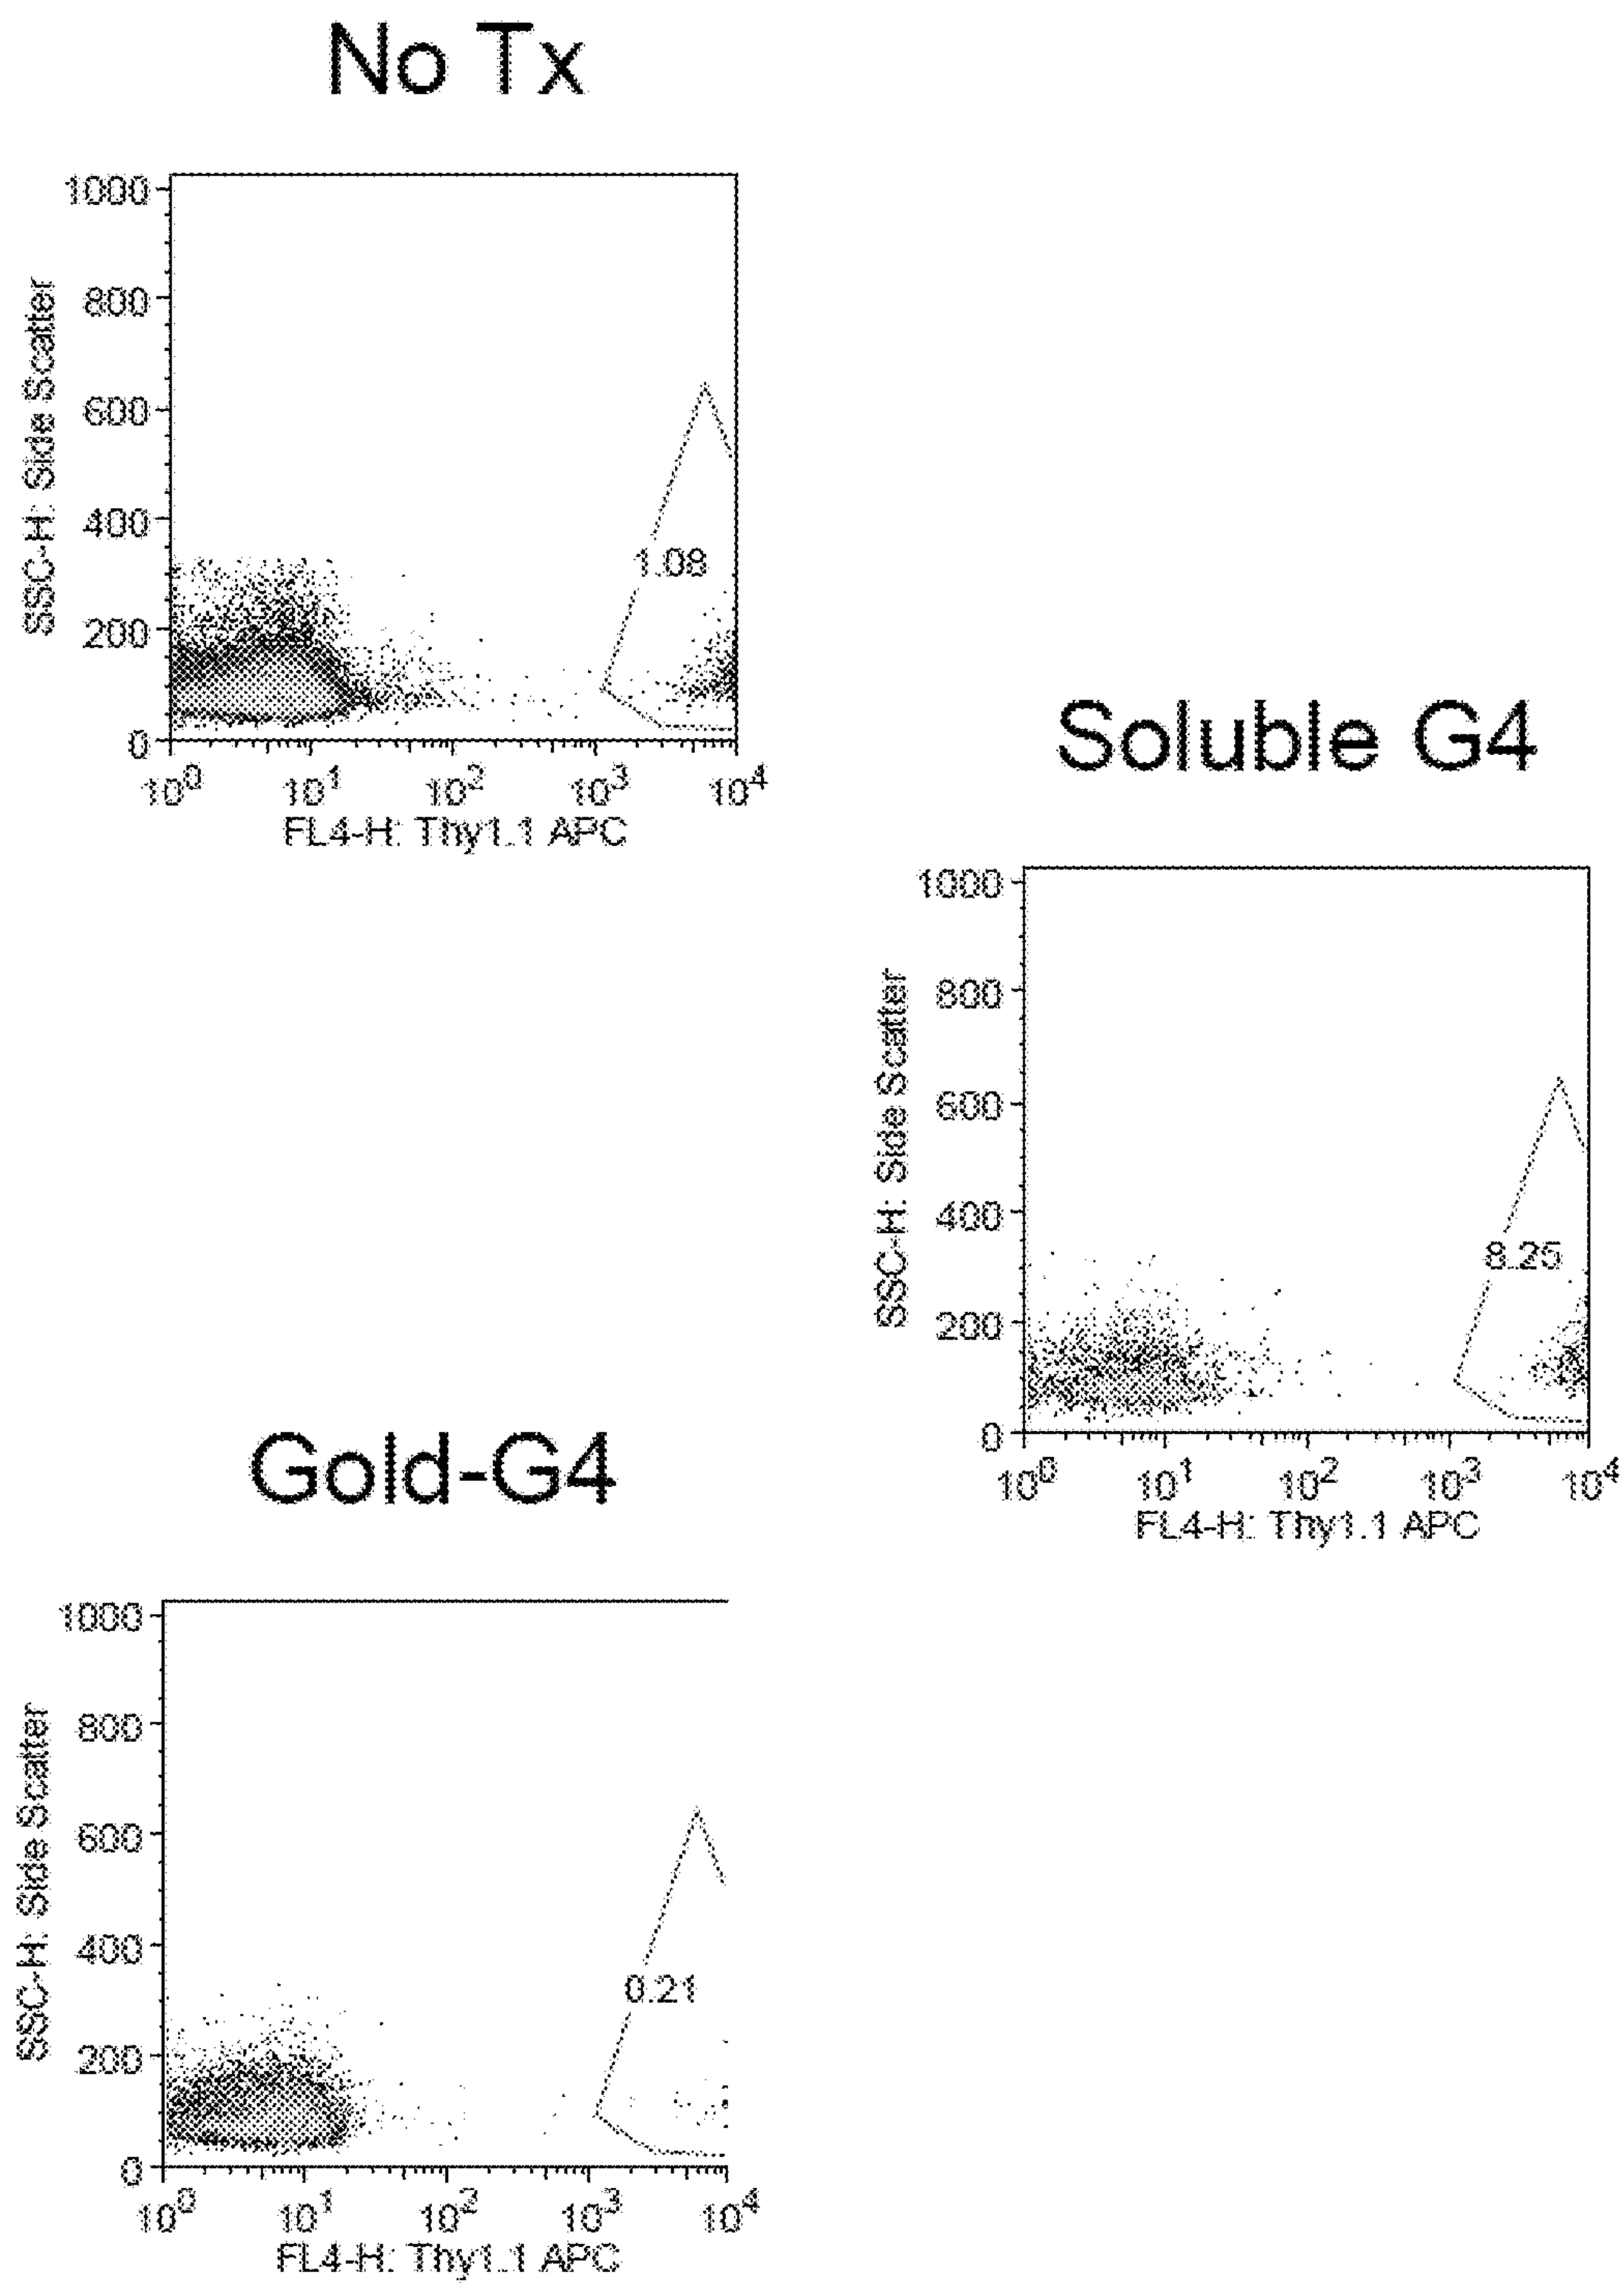 No Tx
1000
800
600
400
200
0
SSC-H: Side Scatter
1.08
10^0 10^1 10^2 10^3 10^4
FL4-H: Thy1.1 APC
Soluble G4
1000
800
600
400
200
0
SSC-H: Side Scatter
8.25
10^0 10^1 10^2 10^3 10^4
FL4-H: Thy1.1 APC
Gold-G4
1000
800
600
400
200
0
SSC-H: Side Scatter
0.21
10^0 10^1 10^2 10^3 10^4
FL4-H: Thy1.1 APC